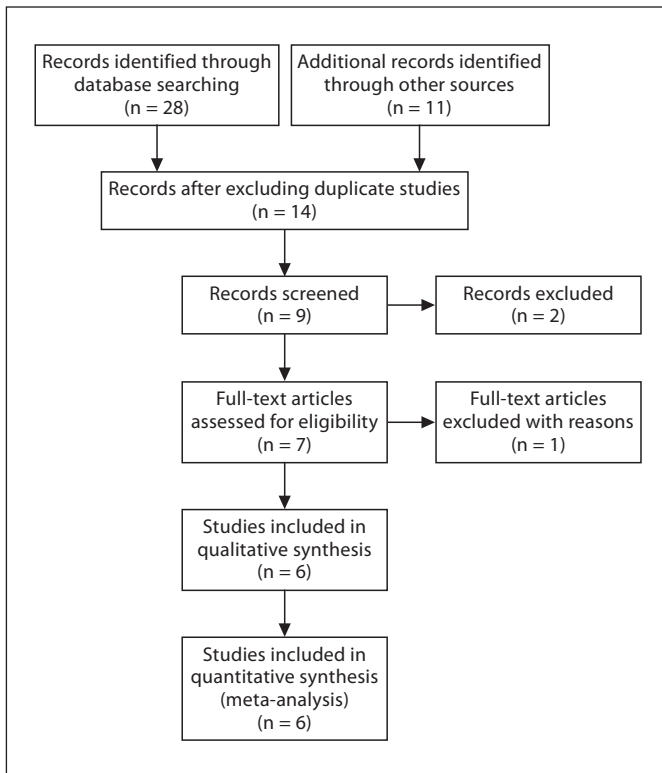 Records identified through
database searching
(n = 28)
Additional records identified
through other sources
(n = 11)
Records after excluding duplicate studies
(n = 14)
Records screened
(n = 9)
Records excluded
(n = 2)
Full-text articles
assessed for eligibility
(n = 7)
Full-text articles
excluded with reasons
(n = 1)
Studies included in
qualitative synthesis
(n = 6)
Studies included in
quantitative synthesis
(meta-analysis)
(n = 6)